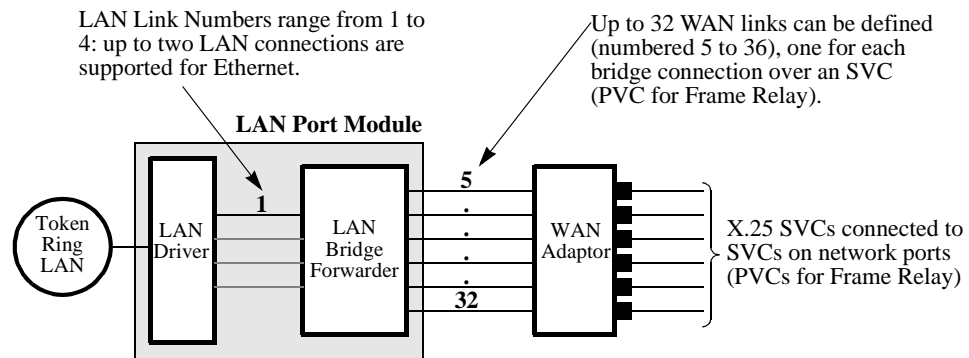 LAN Link Numbers range from 1 to
4: up to two LAN connections are
supported for Ethernet.
Up to 32 WAN links can be defined
(numbered 5 to 36), one for each
bridge connection over an SVC
(PVC for Frame Relay).
LAN Port Module
Token
Ring
LAN
LAN
Driver
1
LAN
Bridge
Forwarder
5
.
.
.
.
32
WAN
Adaptor
X.25 SVCs connected to
SVCs on network ports
(PVCs for Frame Relay)